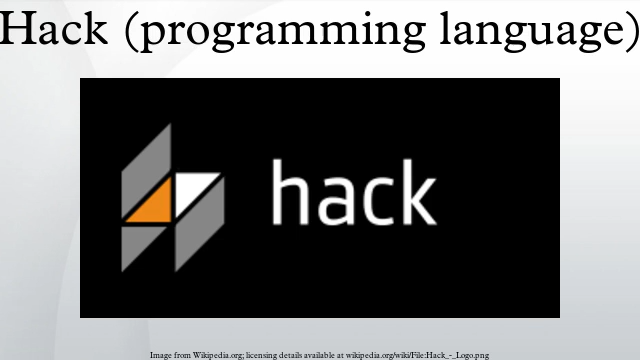 Hack (programming language)
hack
Image from Wikipedia.org; licensing details available at wikipedia.org/wiki/File:Hack_-_Logo.png